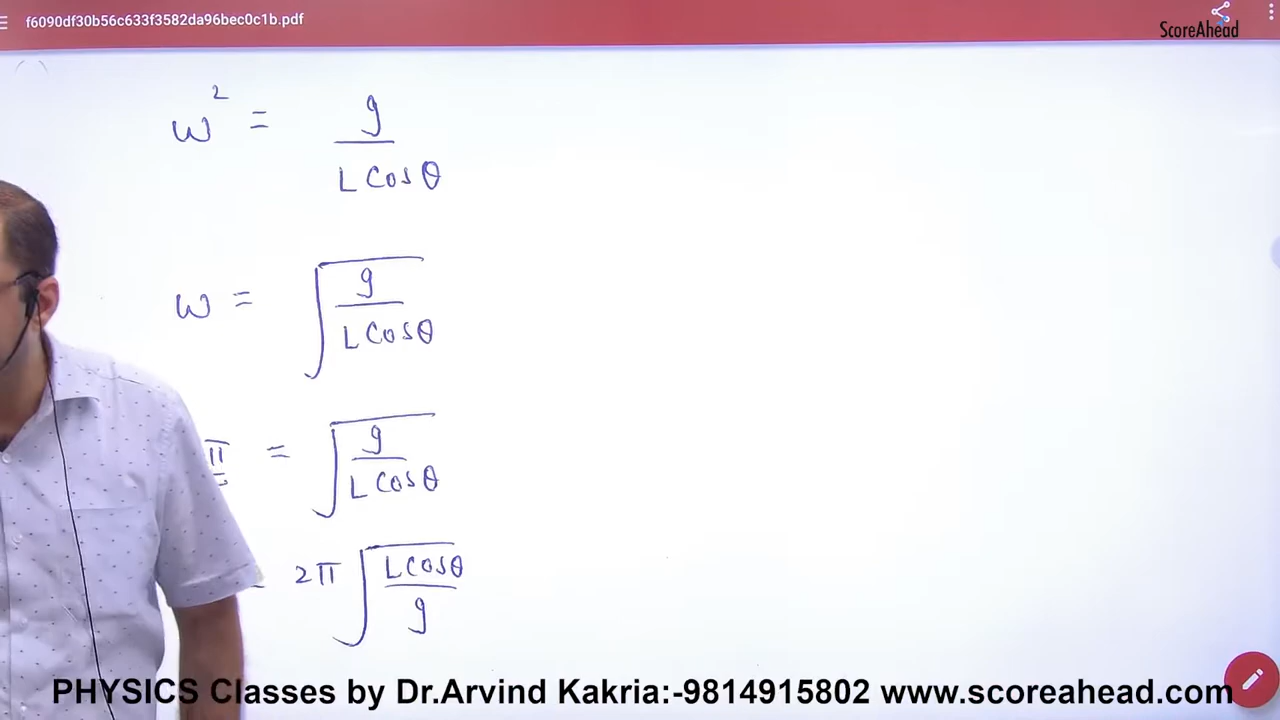 f6090df30b56c633f3582da96bec0c1b.pdf
ScoreAhead
ω² = g / L Cos θ
ω = √(g / L Cos θ)
π = √(g / L Cos θ)
2π √(L Cos θ / g)
PHYSICS Classes by Dr.Arvind Kakria:-9814915802 www.scoreahead.com